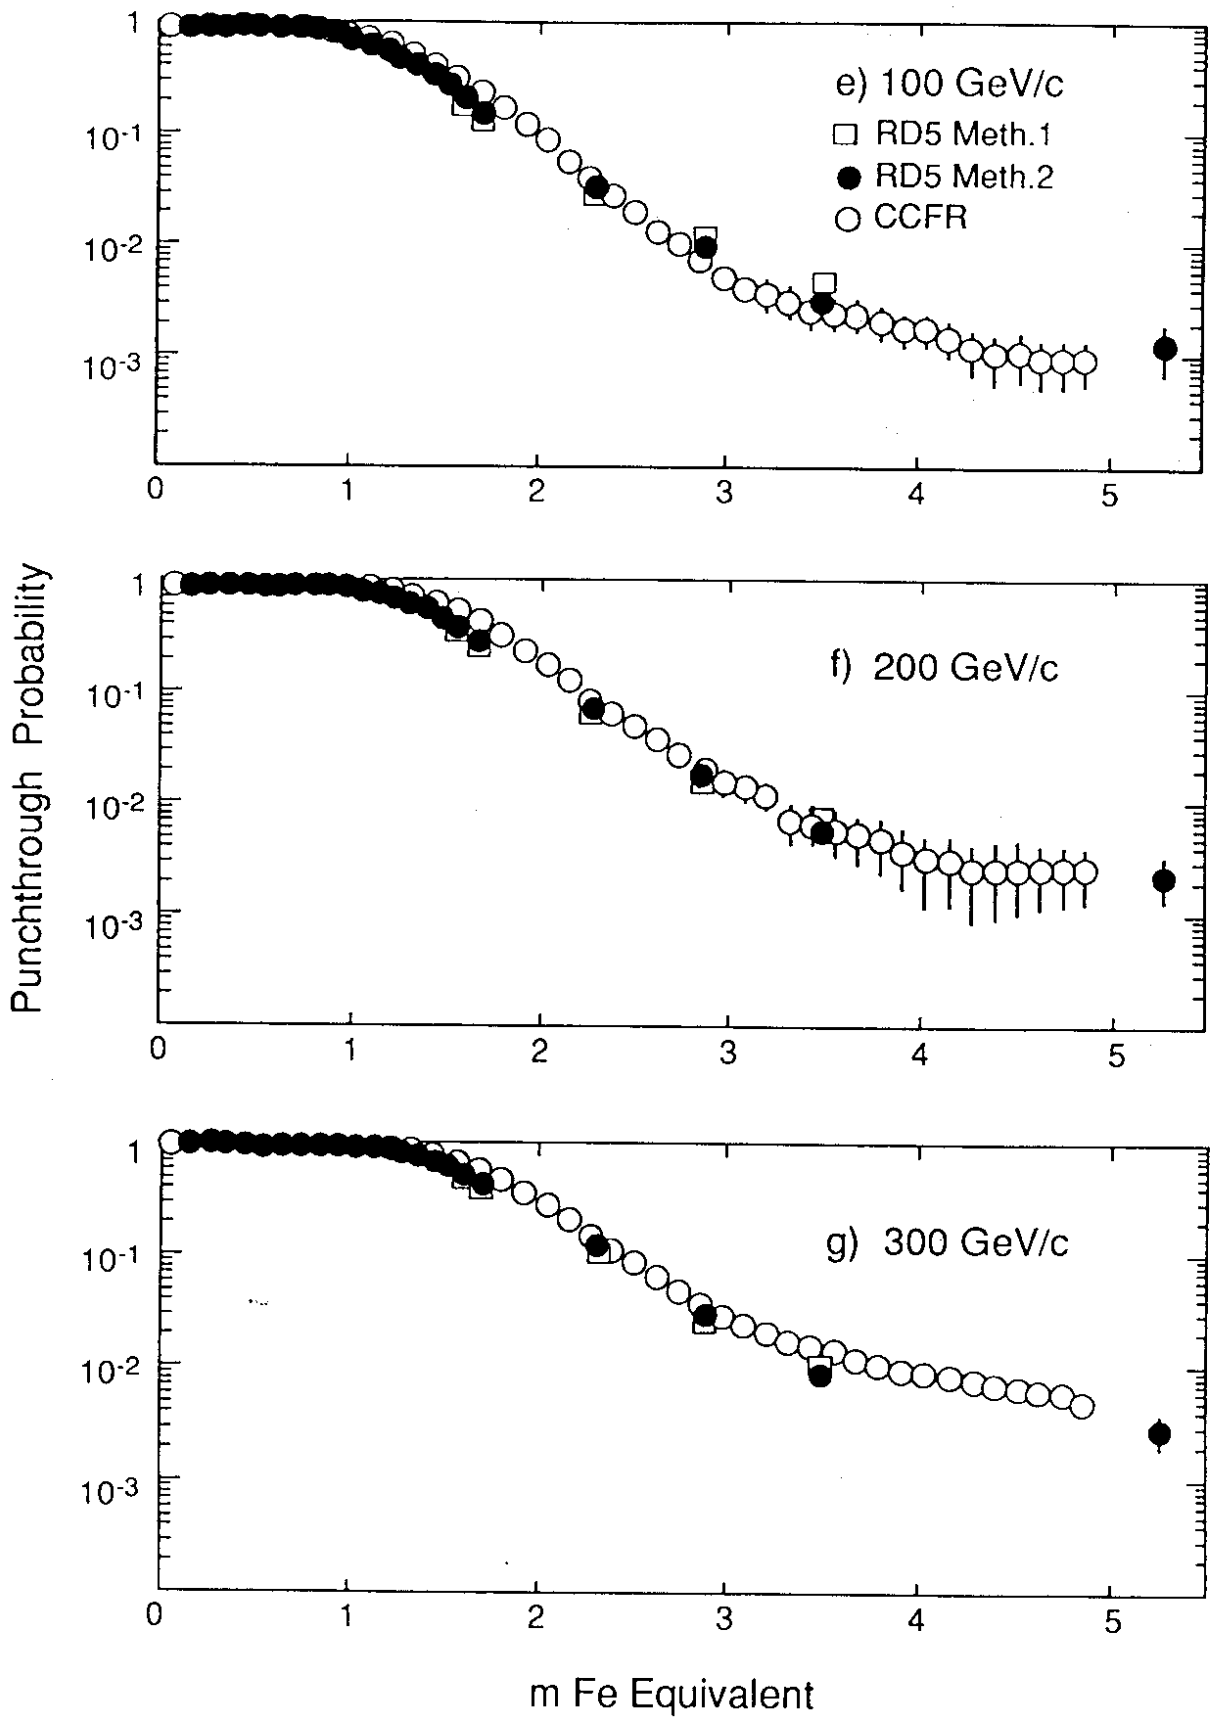 1
e) 100 GeV/c
RD5 Meth.1
10-1
RD5 Meth.2
CCFR
10-2
10-3
0 1 2 3 4 5
Punchthrough Probability
1
f) 200 GeV/c
10-1
10-2
10-3
0 1 2 3 4 5
1
g) 300 GeV/c
10-1
10-2
10-3
0 1 2 3 4 5
m Fe Equivalent